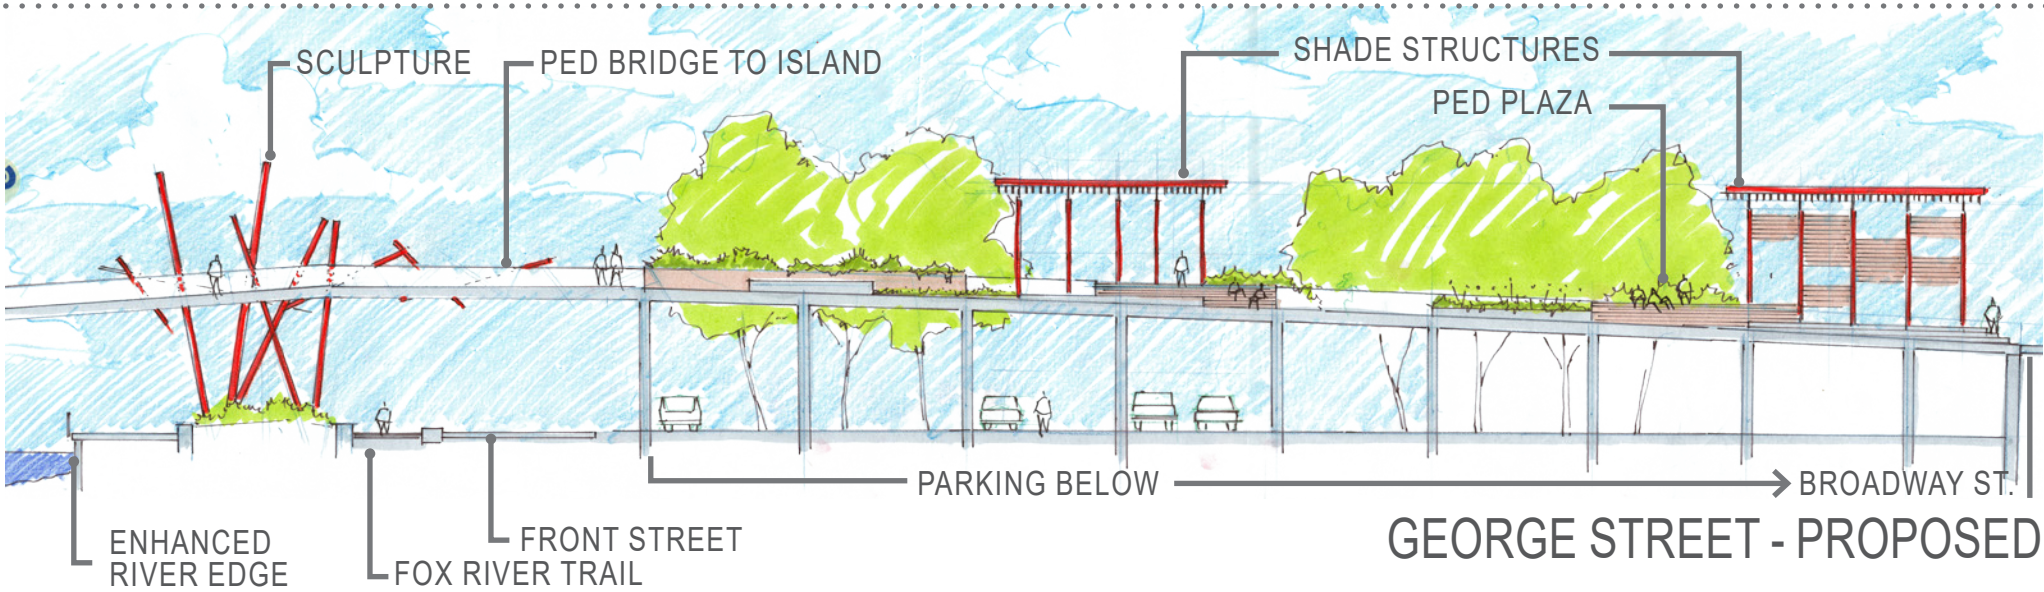 SCULPTURE
PED BRIDGE TO ISLAND
SHADE STRUCTURES
PED PLAZA
PARKING BELOW
BROADWAY ST.
GEORGE STREET - PROPOSED
ENHANCED
RIVER EDGE
FRONT STREET
FOX RIVER TRAIL